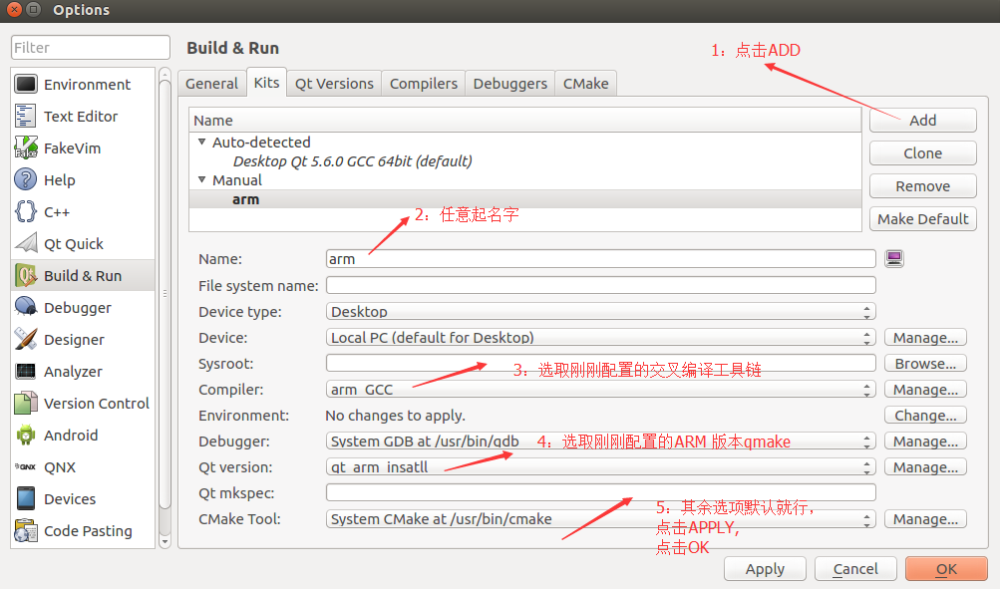 Options
Filter
Build & Run
1：点击ADD
Environment
Text Editor
FakeVim
Help
C++
Qt Quick
Build & Run
Debugger
Designer
Analyzer
Version Control
Android
QNX
Devices
Code Pasting
General Kits Qt Versions Compilers Debuggers CMake
Name
Auto-detected
Desktop Qt 5.6.0 GCC 64bit (default)
Manual
arm
Add
Clone
Remove
Make Default
2：任意起名字
Name: arm
File system name:
Device type: Desktop
Device: Local PC (default for Desktop) Manage...
Sysroot: Browse...
3：选取刚刚配置的交叉编译工具链
Compiler: arm_GCC Manage...
Environment: No changes to apply. Change...
Debugger: System GDB at /usr/bin/gdb Manage...
4：选取刚刚配置的ARM 版本qmake
Qt version: qt_arm_insatll Manage...
Qt mkspec:
CMake Tool: System CMake at /usr/bin/cmake Manage...
5：其余选项默认就行，
点击APPLY,
点击OK
Apply Cancel OK